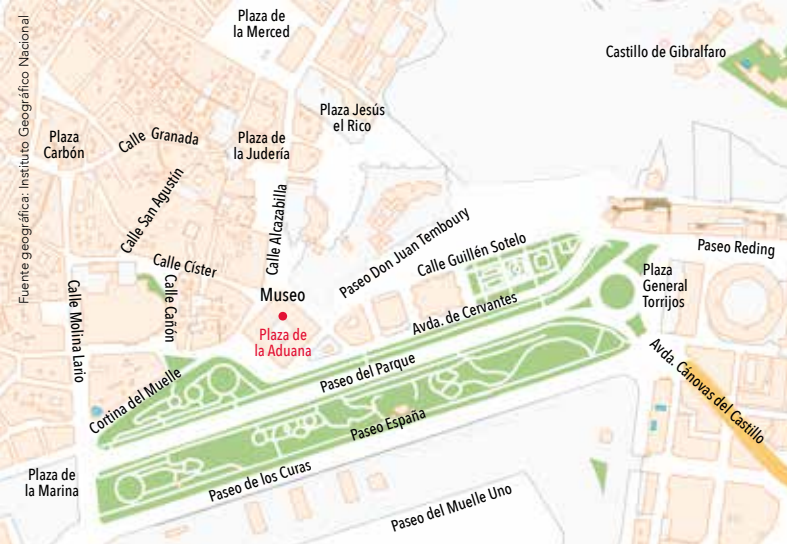 Fuente geográfica: Instituto Geográfico Nacional
Plaza de
la Merced
Castillo de Gibralfaro
Plaza Jesús
el Rico
Plaza
Carbón
Calle Granada
Plaza de
la Judería
Calle San Agustín
Calle Alcazabilla
Paseo Don Juan Temboury
Calle Guillén Sotelo
Paseo Reding
Calle Císter
Plaza
General
Torrijos
Calle Molina Lario
Calle Cañón
Museo
Plaza de
la Aduana
Avda. de Cervantes
Avda. Cánovas del Castillo
Paseo del Parque
Cortina del Muelle
Paseo España
Plaza de
la Marina
Paseo de los Curas
Paseo del Muelle Uno